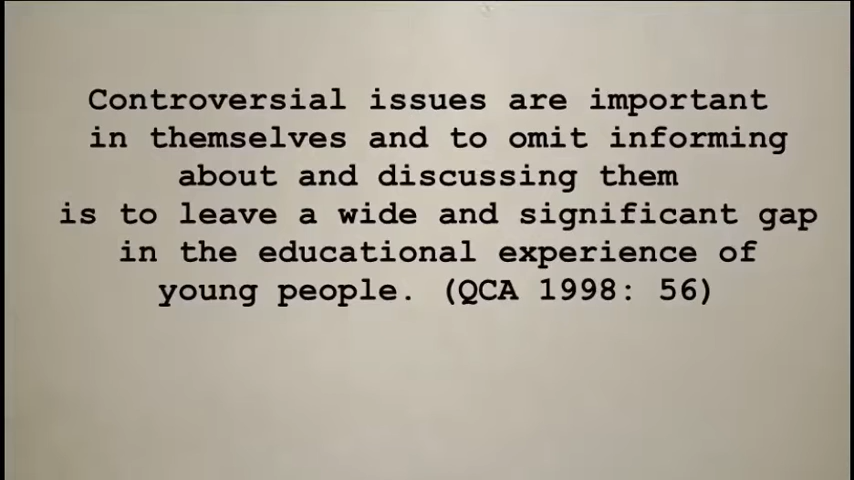 Controversial issues are important
in themselves and to omit informing
about and discussing them
is to leave a wide and significant gap
in the educational experience of
young people. (QCA 1998: 56)